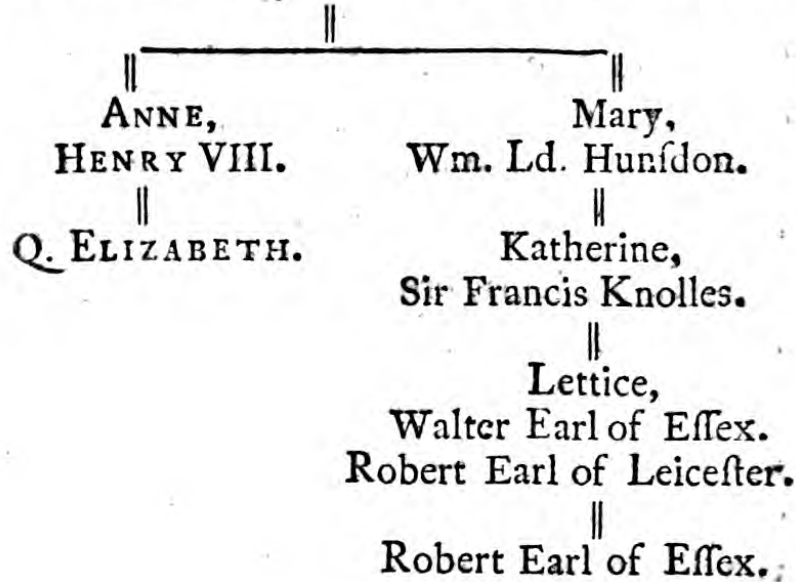 ANNE,
HENRY VIII.
Q. ELIZABETH.
Mary,
Wm. Ld. Hunſdon.
Katherine,
Sir Francis Knolles.
Lettice,
Walter Earl of Eſſex.
Robert Earl of Leiceſter.
Robert Earl of Eſſex.